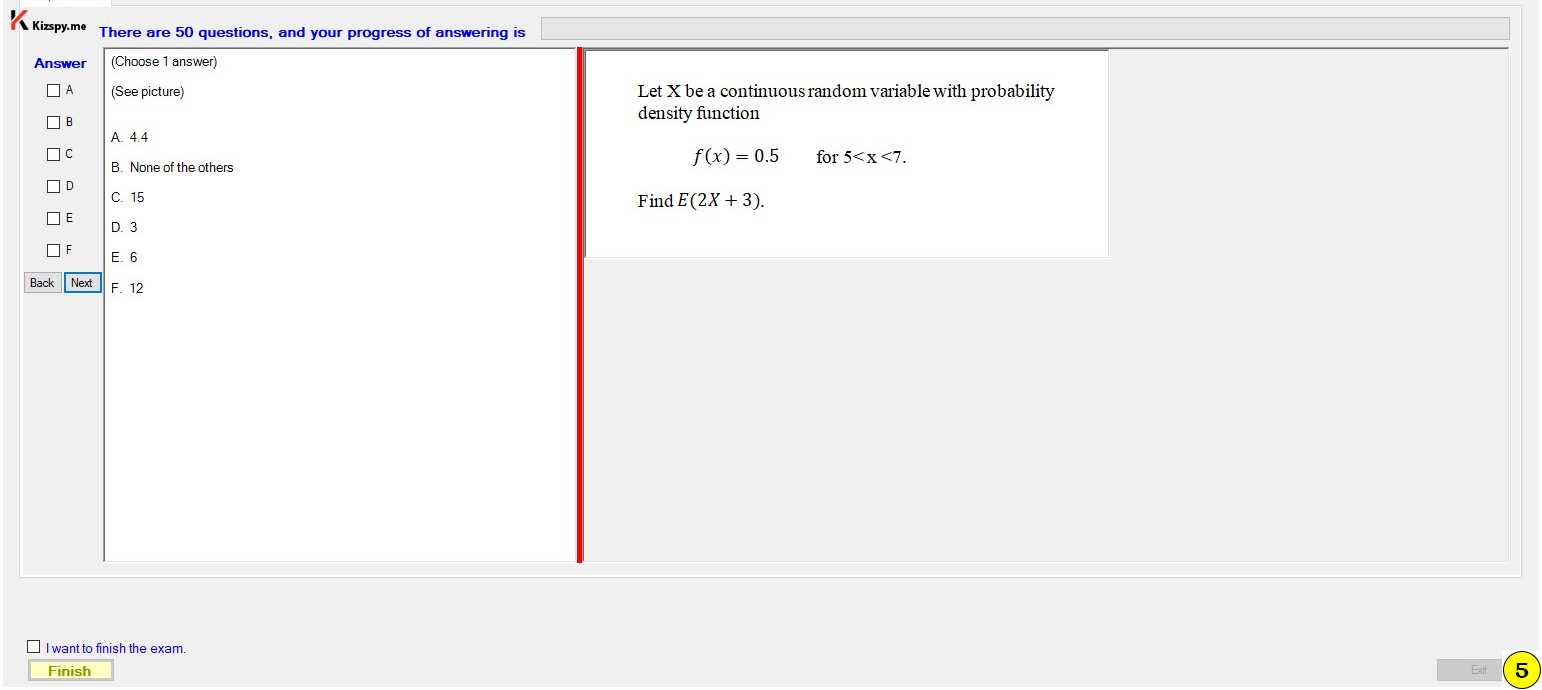 Kizspy.me
There are 50 questions, and your progress of answering is
Answer
A
B
C
D
E
F
Back Next
(Choose 1 answer)
(See picture)
A. 4.4
B. None of the others
C. 15
D. 3
E. 6
F. 12
Let X be a continuous random variable with probability
density function
f(x) = 0.5 for 5<x<7.
Find E(2X + 3).
I want to finish the exam.
Finish
Exit
5